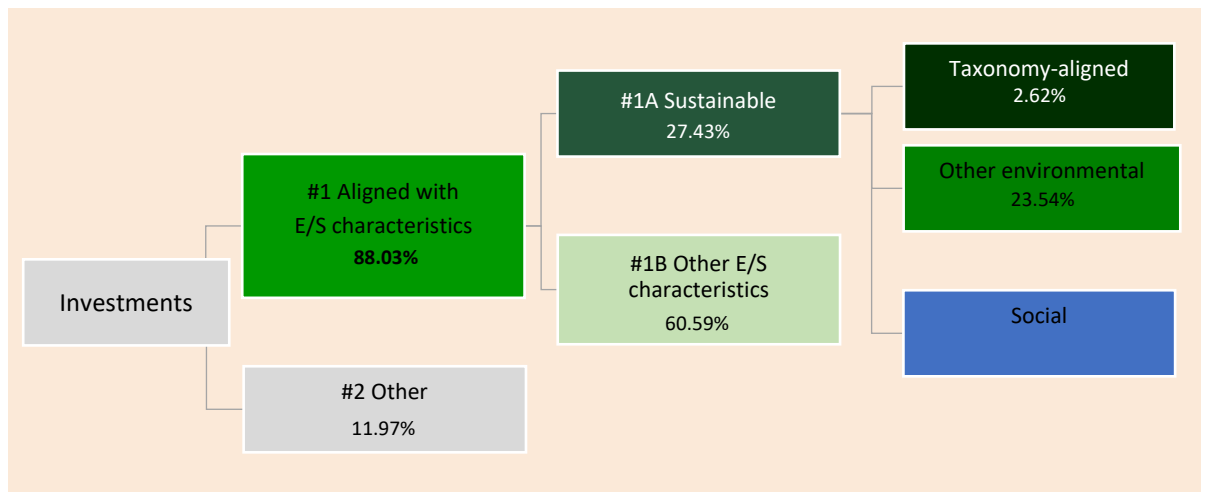 Investments
#1 Aligned with
E/S characteristics
88.03%
#2 Other
11.97%
#1A Sustainable
27.43%
#1B Other E/S
characteristics
60.59%
Taxonomy-aligned
2.62%
Other environmental
23.54%
Social